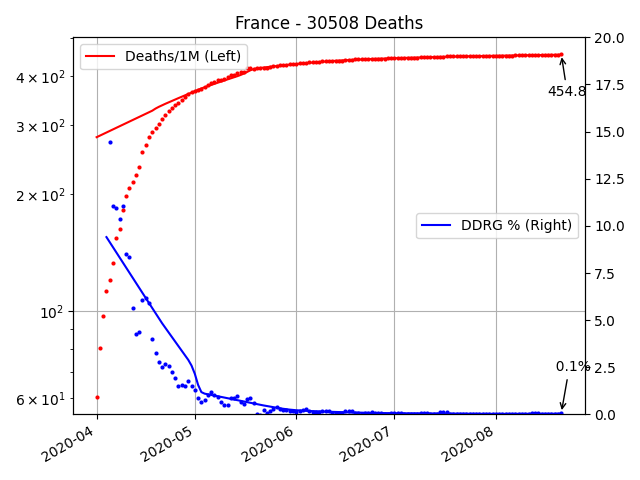 France - 30508 Deaths
Deaths/1M (Left)
DDRG % (Right)
454.8
0.1%
4 × 10²
3 × 10²
2 × 10²
10²
6 × 10¹
20.0
17.5
15.0
12.5
10.0
7.5
5.0
2.5
0.0
2020-04
2020-05
2020-06
2020-07
2020-08